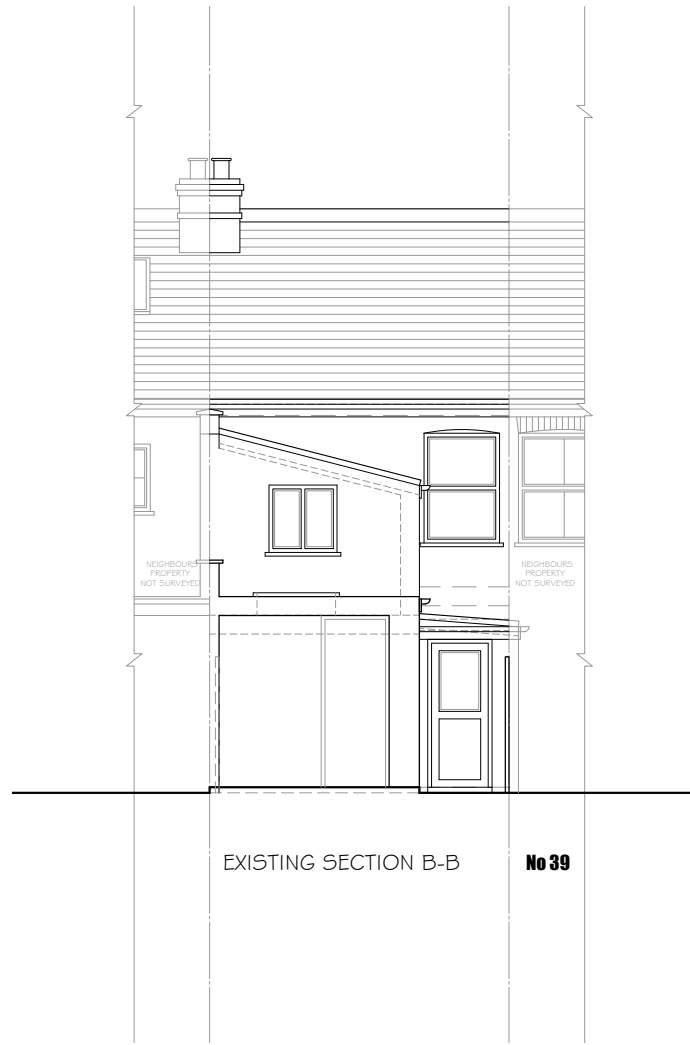 NEIGHBOURS
PROPERTY
NOT SURVEYED
NEIGHBOURS
PROPERTY
NOT SURVEYED
EXISTING SECTION B-B
No 39